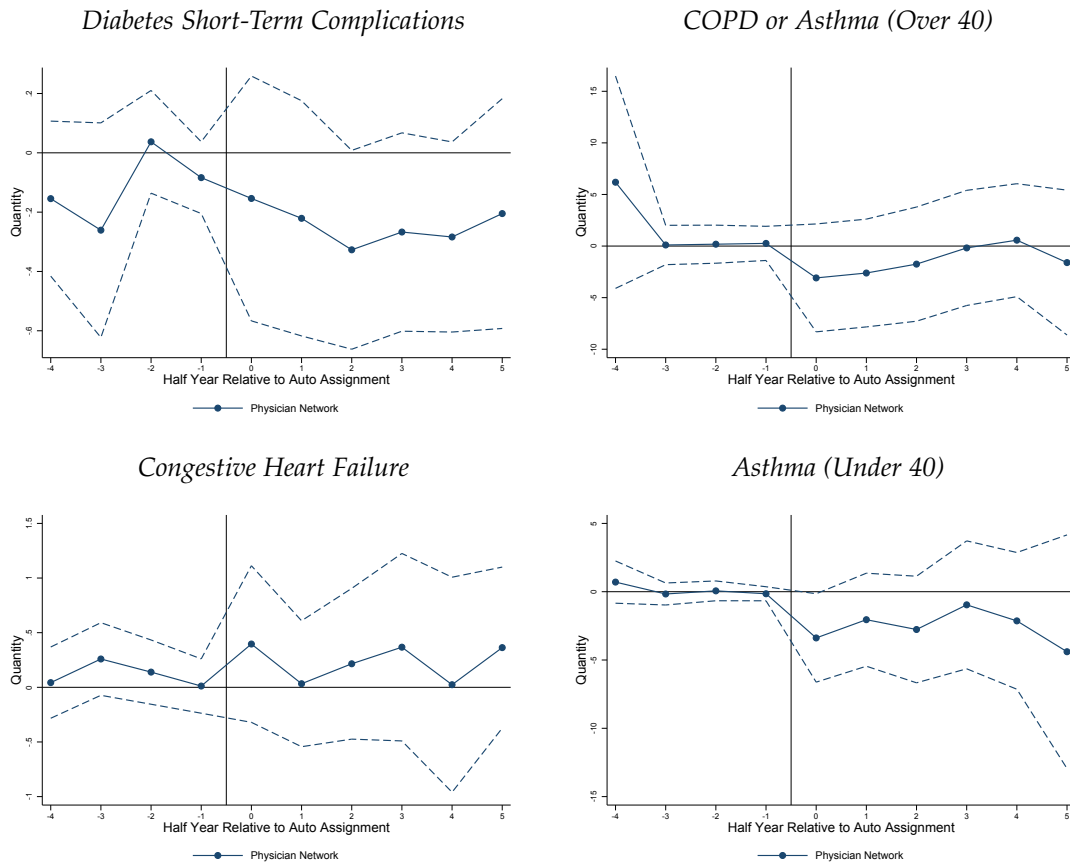 Diabetes Short-Term Complications
Quantity
.2
0
-.2
-.4
-.6
-4 -3 -2 -1 0 1 2 3 4 5
Half Year Relative to Auto Assignment
Physician Network
COPD or Asthma (Over 40)
Quantity
15
10
5
0
-5
-10
-4 -3 -2 -1 0 1 2 3 4 5
Half Year Relative to Auto Assignment
Physician Network
Congestive Heart Failure
Quantity
1.5
1
.5
0
-.5
-1
-4 -3 -2 -1 0 1 2 3 4 5
Half Year Relative to Auto Assignment
Physician Network
Asthma (Under 40)
Quantity
5
0
-5
-10
-15
-4 -3 -2 -1 0 1 2 3 4 5
Half Year Relative to Auto Assignment
Physician Network